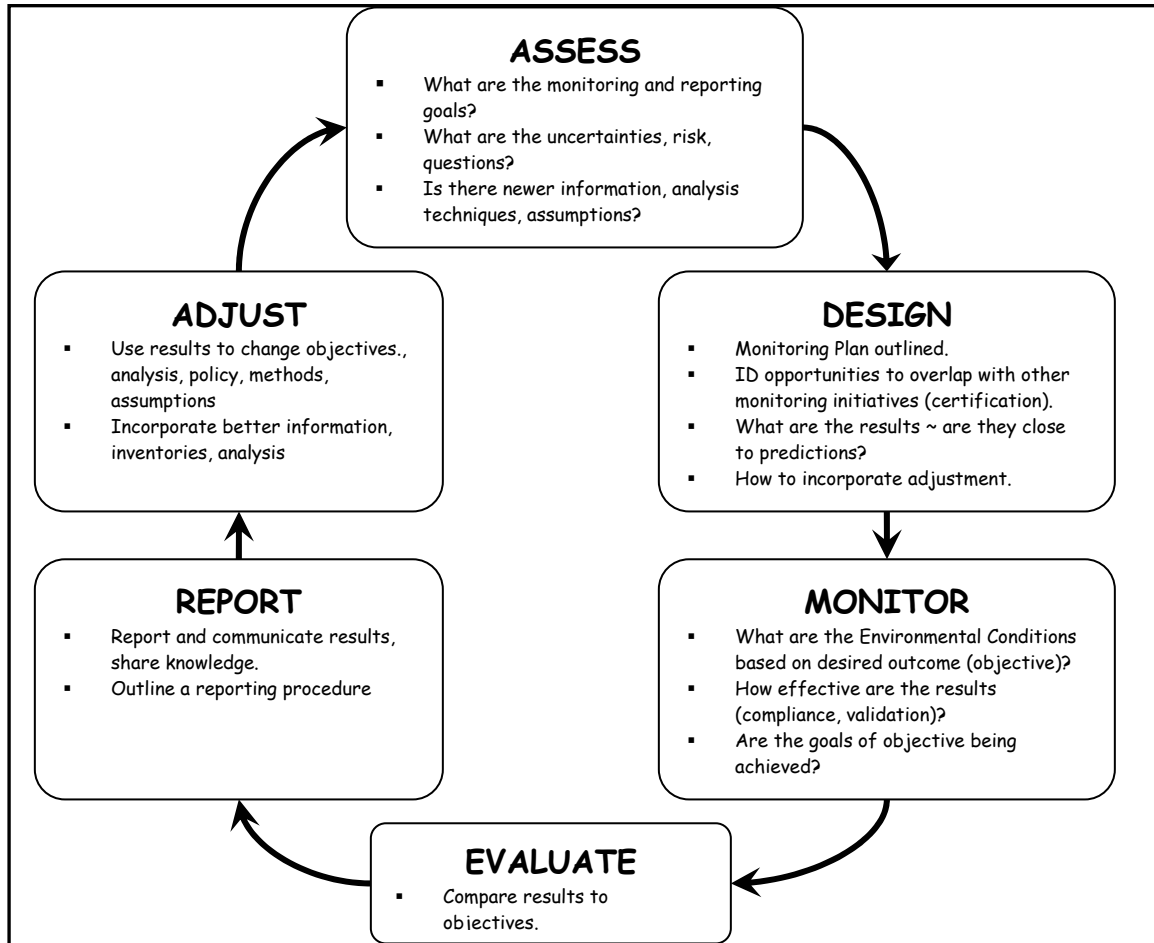 ASSESS
▪ What are the monitoring and reporting
goals?
▪ What are the uncertainties, risk,
questions?
▪ Is there newer information, analysis
techniques, assumptions?
ADJUST
▪ Use results to change objectives.,
analysis, policy, methods,
assumptions
▪ Incorporate better information,
inventories, analysis
DESIGN
▪ Monitoring Plan outlined.
▪ ID opportunities to overlap with other
monitoring initiatives (certification).
▪ What are the results ~ are they close
to predictions?
▪ How to incorporate adjustment.
REPORT
▪ Report and communicate results,
share knowledge.
▪ Outline a reporting procedure
MONITOR
▪ What are the Environmental Conditions
based on desired outcome (objective)?
▪ How effective are the results
(compliance, validation)?
▪ Are the goals of objective being
achieved?
EVALUATE
▪ Compare results to
objectives.